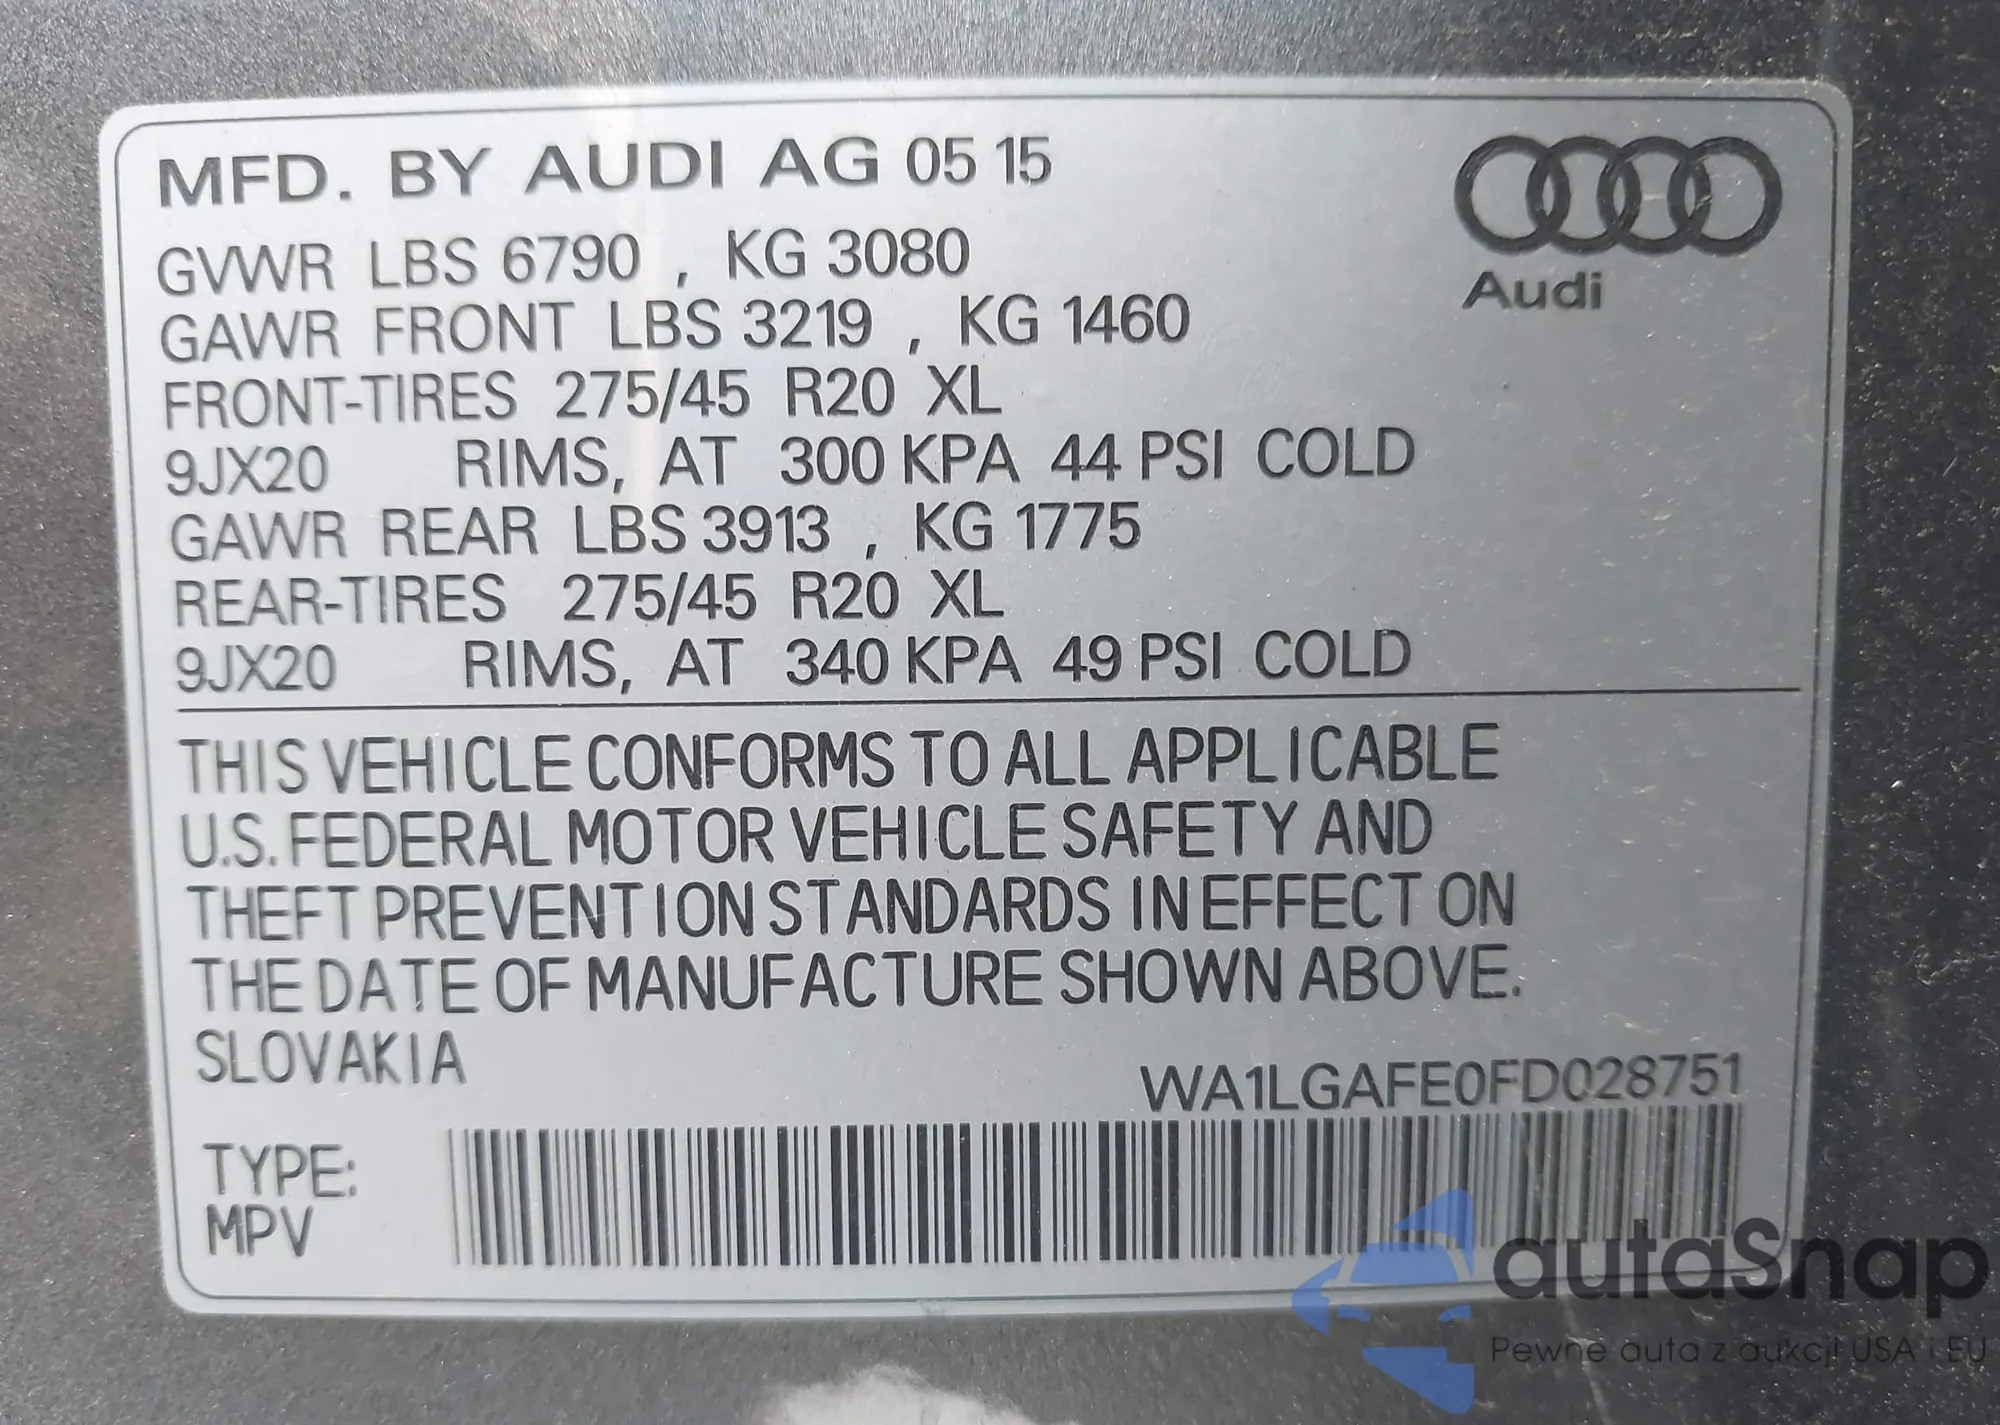 MFD. BY AUDI AG 05 15
GVWR LBS 6790 , KG 3080
GAWR FRONT LBS 3219 , KG 1460
FRONT-TIRES 275/45 R20 XL
9JX20 RIMS, AT 300 KPA 44 PSI COLD
GAWR REAR LBS 3913 , KG 1775
REAR-TIRES 275/45 R20 XL
9JX20 RIMS, AT 340 KPA 49 PSI COLD
Audi
THIS VEHICLE CONFORMS TO ALL APPLICABLE
U.S. FEDERAL MOTOR VEHICLE SAFETY AND
THEFT PREVENTION STANDARDS IN EFFECT ON
THE DATE OF MANUFACTURE SHOWN ABOVE.
SLOVAKIA
WA1LGAFE0FD028751
TYPE:
MPV
autaSnap
Pewne auta z aukcji USA i EU